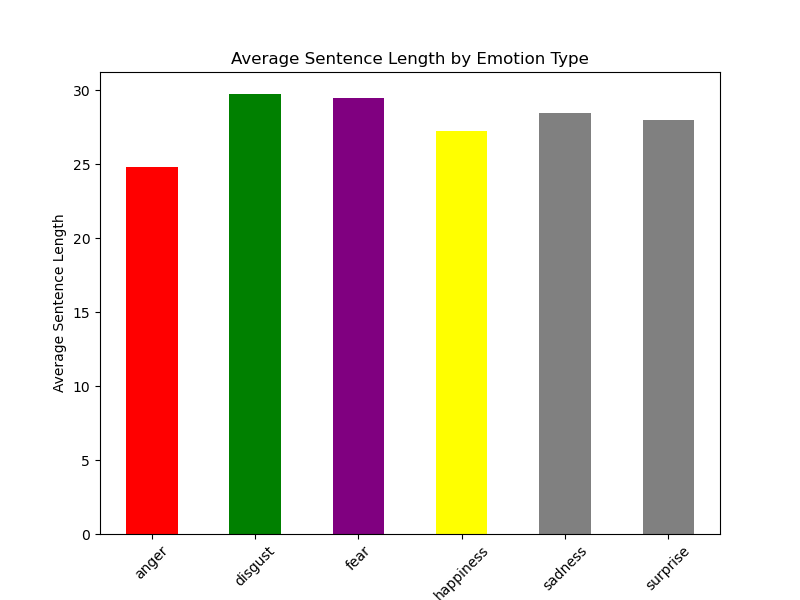 Average Sentence Length by Emotion Type
Average Sentence Length
30
25
20
15
10
5
0
anger
disgust
fear
happiness
sadness
surprise